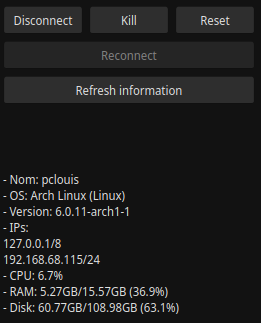 Disconnect Kill Reset
Reconnect
Refresh information
- Nom: pclouis
- OS: Arch Linux (Linux)
- Version: 6.0.11-arch1-1
- IPs:
127.0.0.1/8
192.168.68.115/24
- CPU: 6.7%
- RAM: 5.27GB/15.57GB (36.9%)
- Disk: 60.77GB/108.98GB (63.1%)